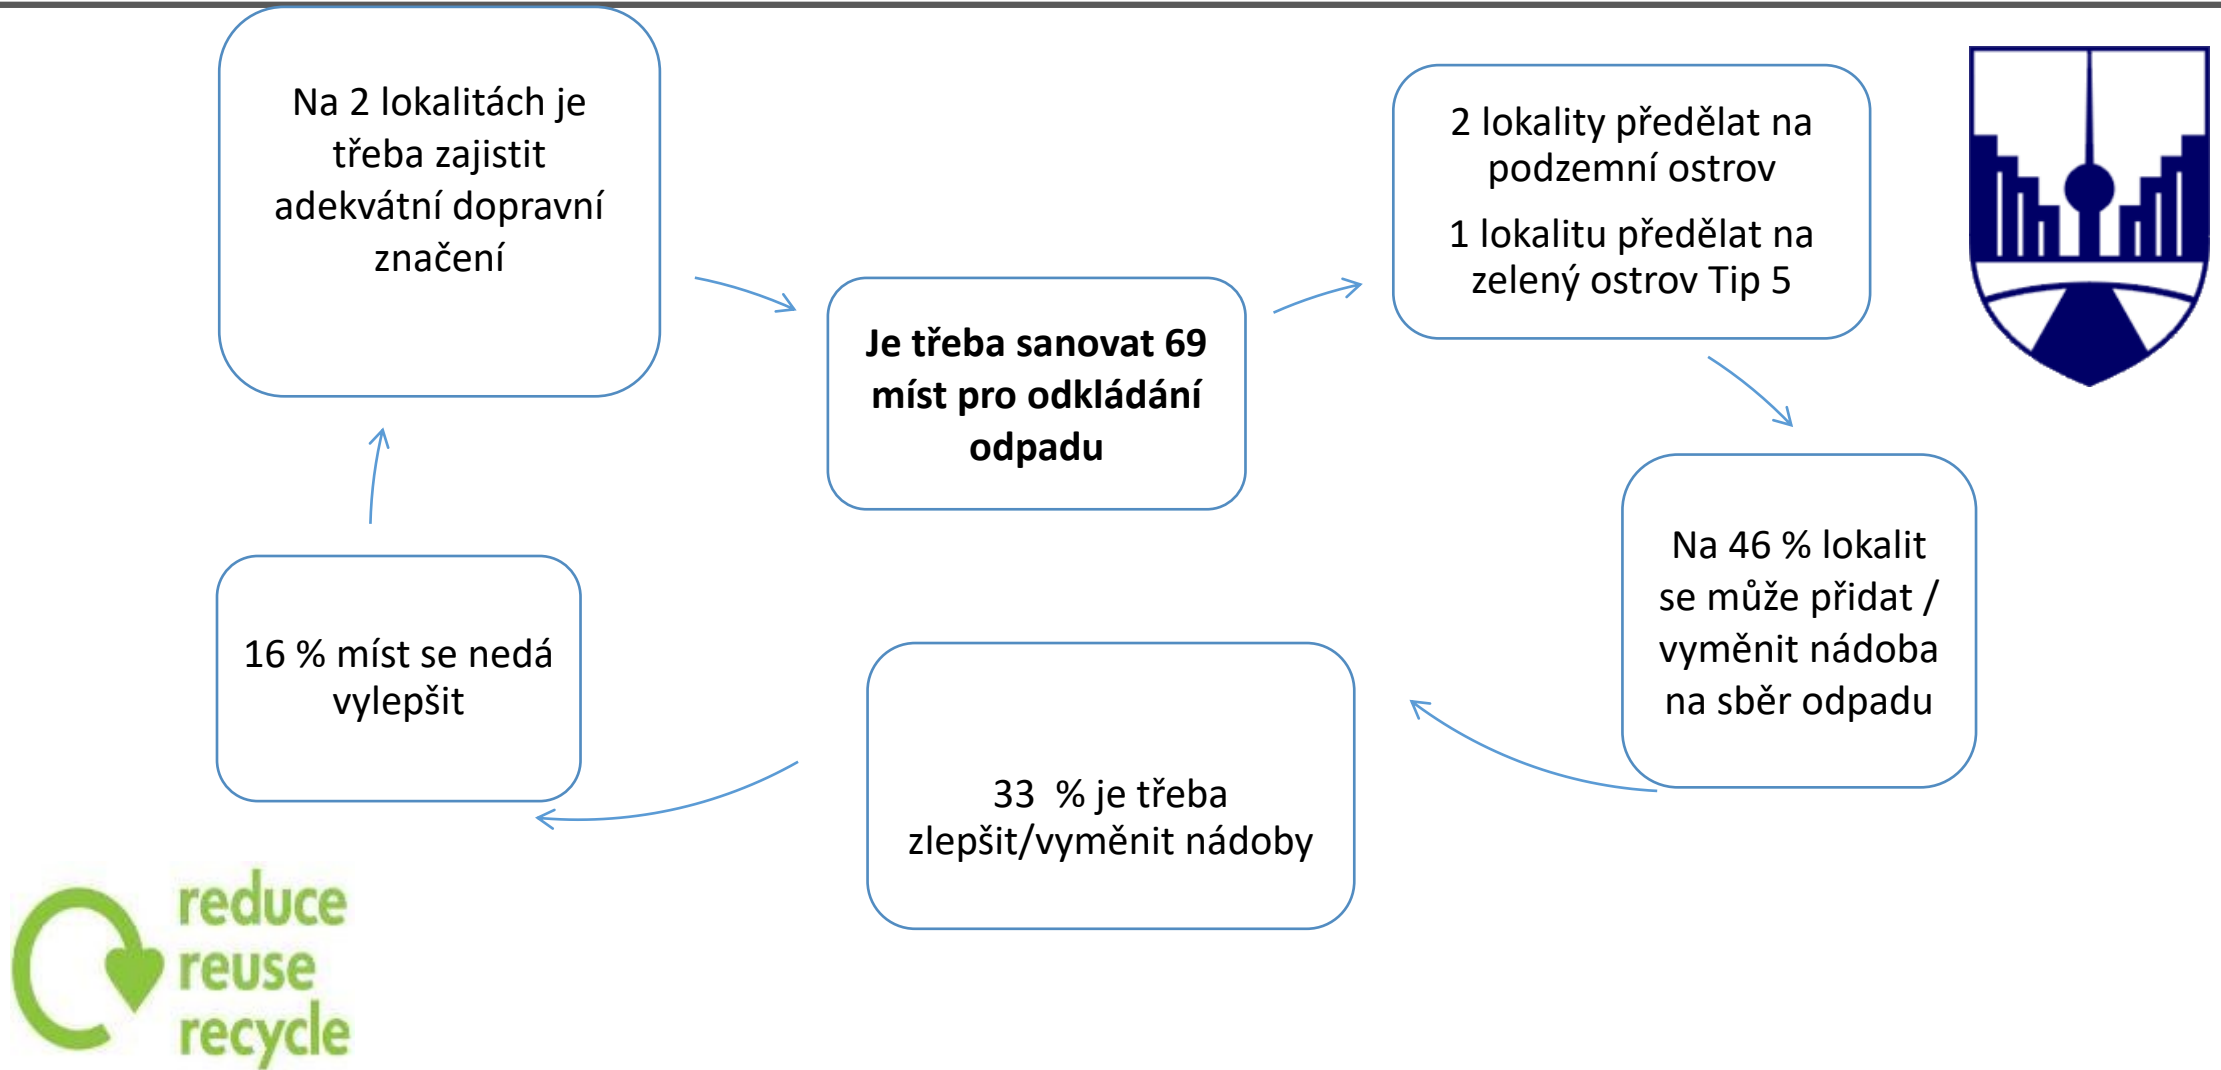 Na 2 lokalitách je
třeba zajistit
adekvátní dopravní
značení
Je třeba sanovat 69
míst pro odkládání
odpadu
2 lokality předělat na
podzemní ostrov
1 lokalitu předělat na
zelený ostrov Tip 5
Na 46 % lokalit
se může přidat /
vyměnit nádoba
na sběr odpadu
33  % je třeba
zlepšit/vyměnit nádoby
16 % míst se nedá
vylepšit
reduce
reuse
recycle